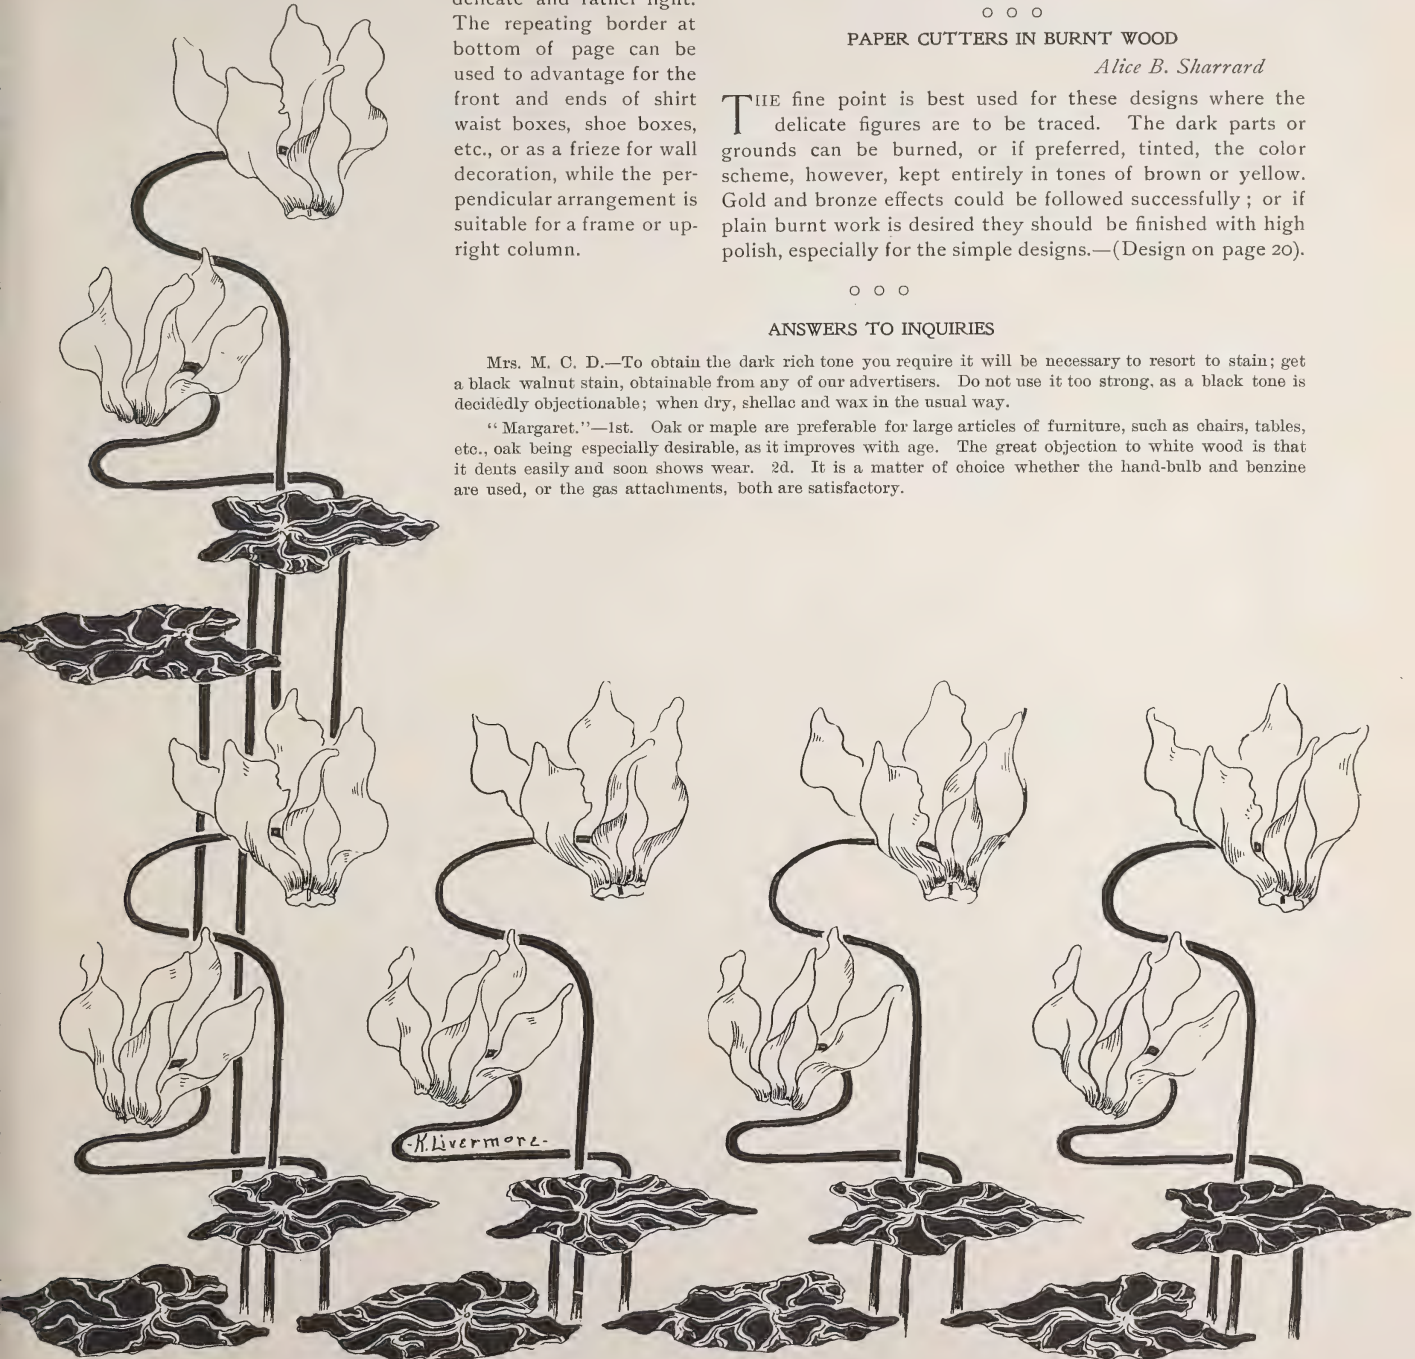 delicate and rather light.
The repeating border at
bottom of page can be
used to advantage for the
front and ends of shirt
waist boxes, shoe boxes,
etc., or as a frieze for wall
decoration, while the per-
pendicular arrangement is
suitable for a frame or up-
right column.
PAPER CUTTERS IN BURNT WOOD
Alice B. Sharrard
THE fine point is best used for these designs where the
delicate figures are to be traced. The dark parts or
grounds can be burned, or if preferred, tinted, the color
scheme, however, kept entirely in tones of brown or yellow.
Gold and bronze effects could be followed successfully; or if
plain burnt work is desired they should be finished with high
polish, especially for the simple designs.—(Design on page 20).
ANSWERS TO INQUIRIES
Mrs. M. C. D.—To obtain the dark rich tone you require it will be necessary to resort to stain; get
a black walnut stain, obtainable from any of our advertisers. Do not use it too strong, as a black tone is
decidedly objectionable; when dry, shellac and wax in the usual way.
"Margaret."—1st. Oak or maple are preferable for large articles of furniture, such as chairs, tables,
etc., oak being especially desirable, as it improves with age. The great objection to white wood is that
it dents easily and soon shows wear. 2d. It is a matter of choice whether the hand-bulb and benzine
are used, or the gas attachments, both are satisfactory.
-K. Livermore-